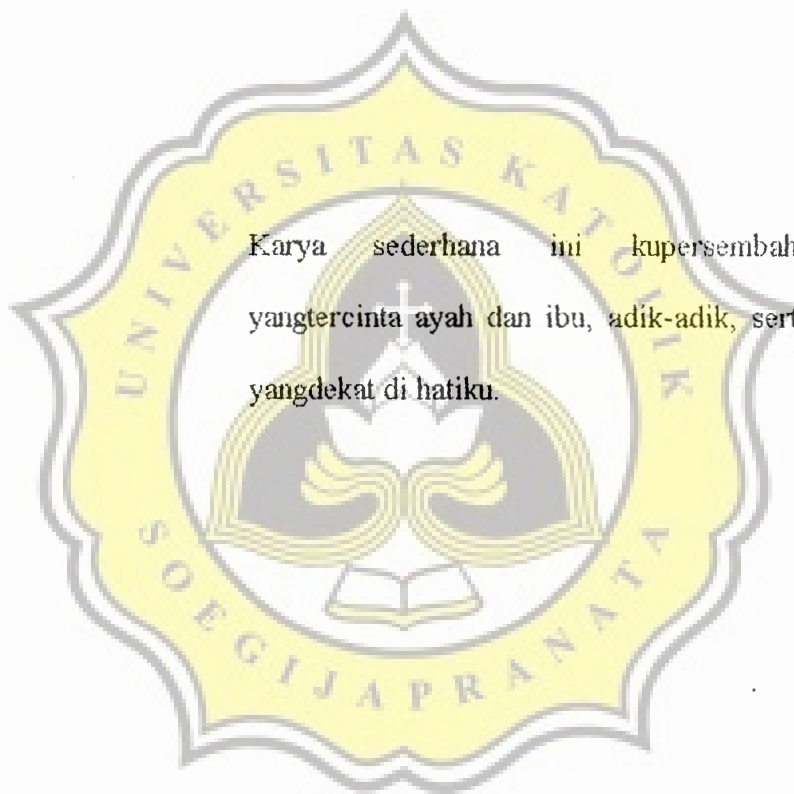 UNIVERSITAS KATOLIK
Karya sederhana ini kupersembah
yangtercinta ayah dan ibu, adik-adik, sert
yangdekat di hatiku.
SOEGIJAPRANATA